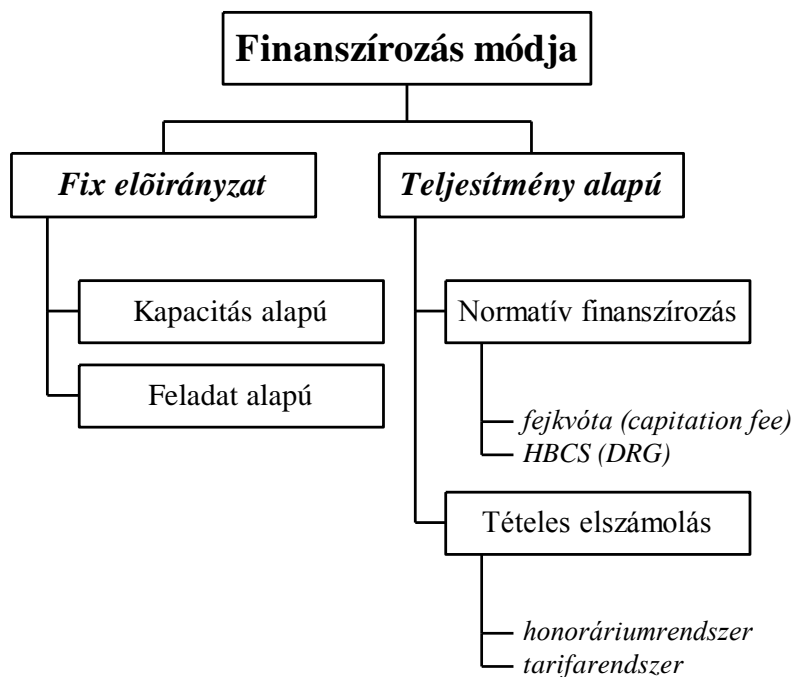 Finanszírozás módja
Fix elõirányzat
Teljesítmény alapú
Kapacitás alapú
Feladat alapú
Normatív finanszírozás
fejkvóta (capitation fee)
HBCS (DRG)
Tételes elszámolás
honoráriumrendszer
tarifarendszer